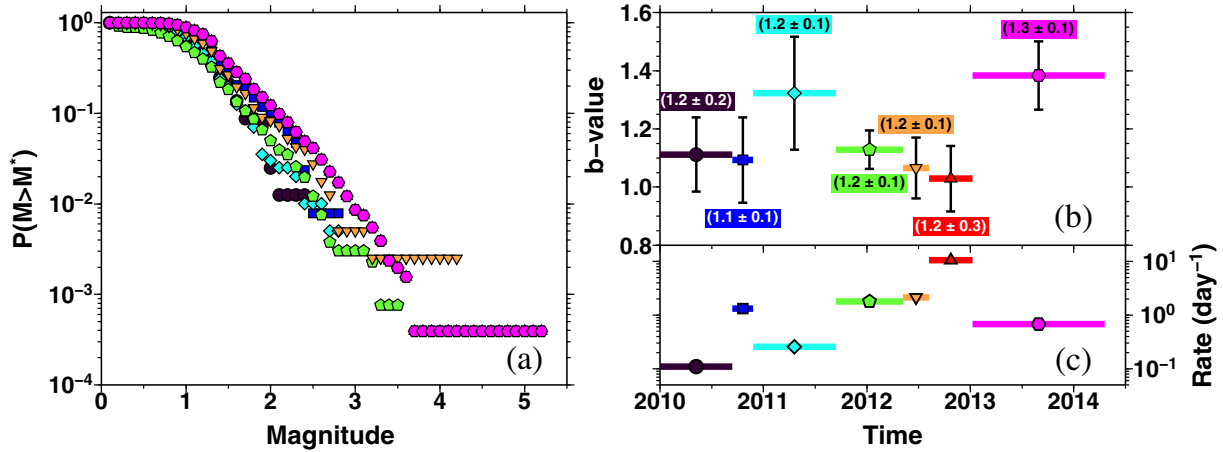 10⁰
10⁻¹
10⁻²
10⁻³
10⁻⁴
P(M>M*)
0 1 2 3 4 5
Magnitude
(a)
1.6
1.4
1.2
1.0
0.8
b-value
(1.2 ± 0.2)
(1.1 ± 0.1)
(1.2 ± 0.1)
(1.2 ± 0.1)
(1.2 ± 0.1)
(1.2 ± 0.3)
(1.3 ± 0.1)
(b)
10¹
10⁰
10⁻¹
Rate (day⁻¹)
(c)
2010 2011 2012 2013 2014
Time